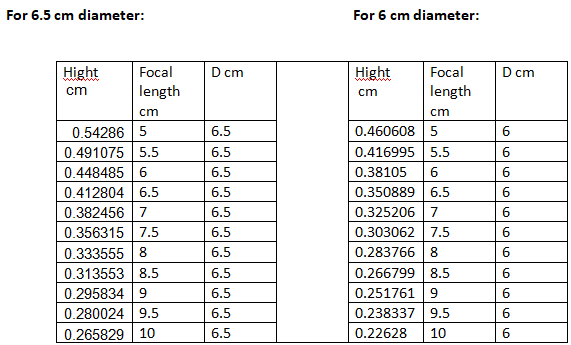 For 6.5 cm diameter: For 6 cm diameter:
Hight Focal D cm Hight Focal D cm
cm length cm length
cm cm
0.54286 5 6.5 0.460608 5 6
0.491075 5.5 6.5 0.416995 5.5 6
0.448485 6 6.5 0.38105 6 6
0.412804 6.5 6.5 0.350889 6.5 6
0.382456 7 6.5 0.325206 7 6
0.356315 7.5 6.5 0.303062 7.5 6
0.333555 8 6.5 0.283766 8 6
0.313553 8.5 6.5 0.266799 8.5 6
0.295834 9 6.5 0.251761 9 6
0.280024 9.5 6.5 0.238337 9.5 6
0.265829 10 6.5 0.22628 10 6